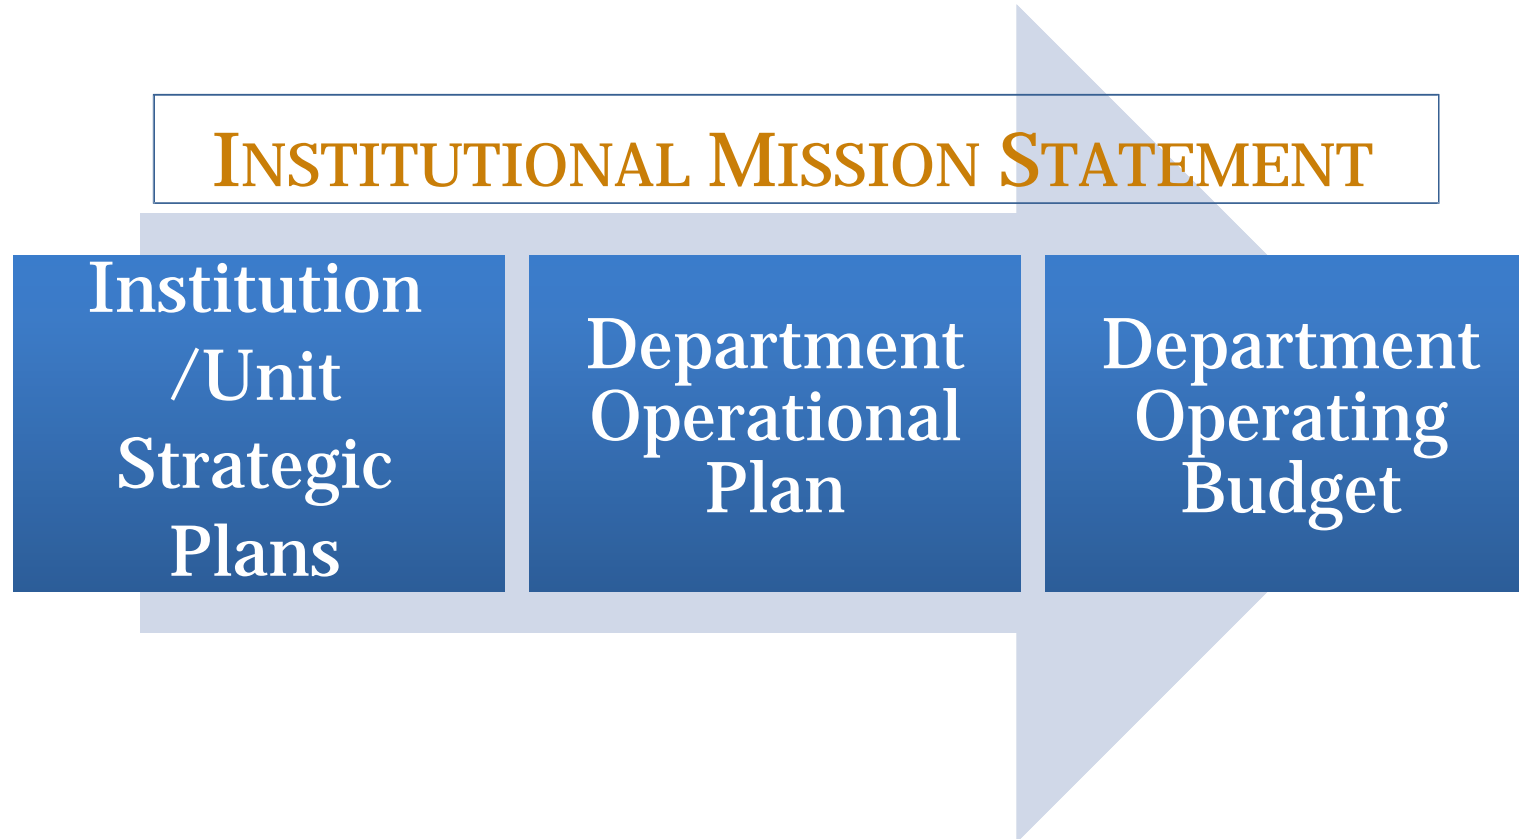 INSTITUTIONAL MISSION STATEMENT
Institution
/Unit
Strategic
Plans
Department
Operational
Plan
Department
Operating
Budget